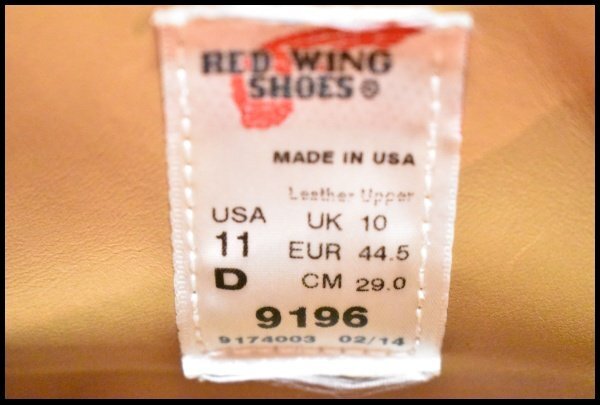 RED WING
SHOES®
MADE IN USA
Leather Upper
USA
11
D
UK 10
EUR 44.5
CM 29.0
9196
9174003 02/14